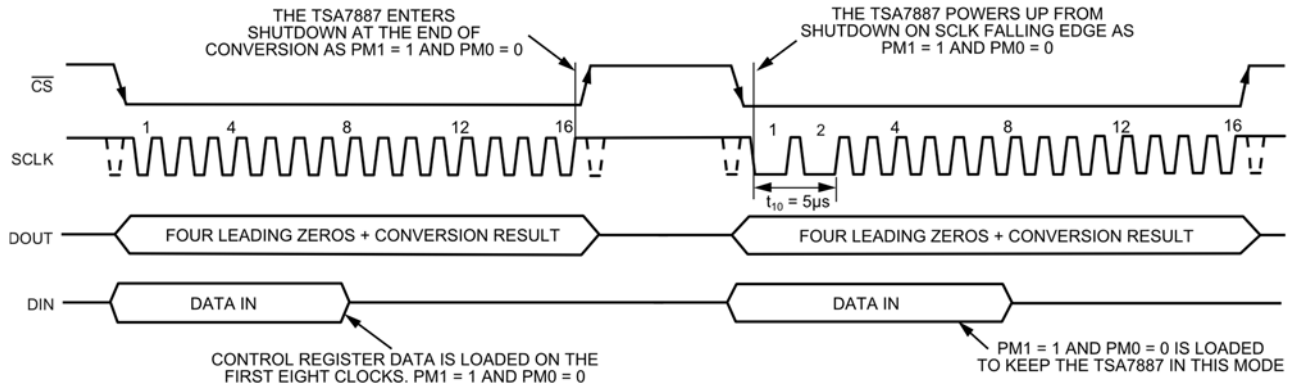 THE TSA7887 ENTERS
SHUTDOWN AT THE END OF
CONVERSION AS PM1 = 1 AND PM0 = 0
THE TSA7887 POWERS UP FROM
SHUTDOWN ON SCLK FALLING EDGE AS
PM1 = 1 AND PM0 = 0
CS
1 4 8 12 16 1 2 4 8 12 16
SCLK
t10 = 5µs
DOUT FOUR LEADING ZEROS + CONVERSION RESULT FOUR LEADING ZEROS + CONVERSION RESULT
DIN DATA IN DATA IN
CONTROL REGISTER DATA IS LOADED ON THE
FIRST EIGHT CLOCKS. PM1 = 1 AND PM0 = 0
PM1 = 1 AND PM0 = 0 IS LOADED
TO KEEP THE TSA7887 IN THIS MODE